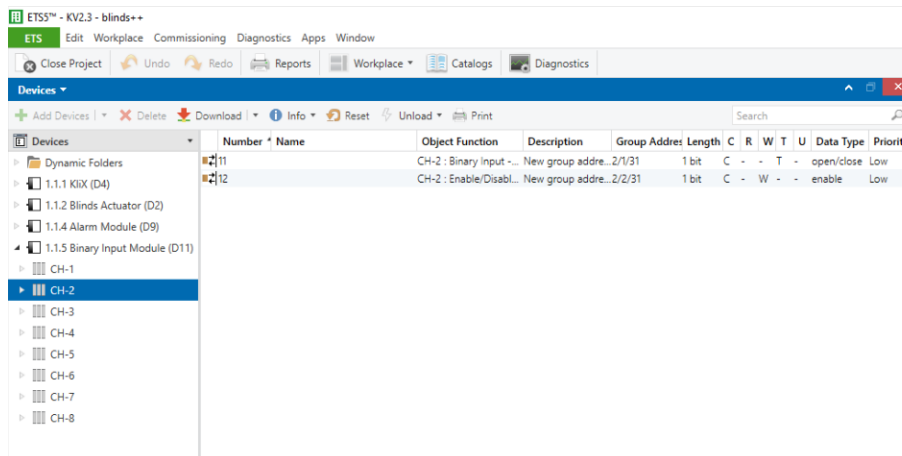 ETS5™ - KV2.3 - blinds++
ETS Edit Workplace Commissioning Diagnostics Apps Window
Close Project Undo Redo Reports Workplace Catalogs Diagnostics
Devices
Add Devices Delete Download Info Reset Unload Print Search
Devices Number Name Object Function Description Group Addres Length C R W T U Data Type Priorit
Dynamic Folders 11 CH-2 : Binary Input -... New group addre... 2/1/31 1 bit C - - T - open/close Low
1.1.1 KliX (D4) 12 CH-2 : Enable/Disabl... New group addre... 2/2/31 1 bit C - W - - enable Low
1.1.2 Blinds Actuator (D2)
1.1.4 Alarm Module (D9)
1.1.5 Binary Input Module (D11)
CH-1
CH-2
CH-3
CH-4
CH-5
CH-6
CH-7
CH-8